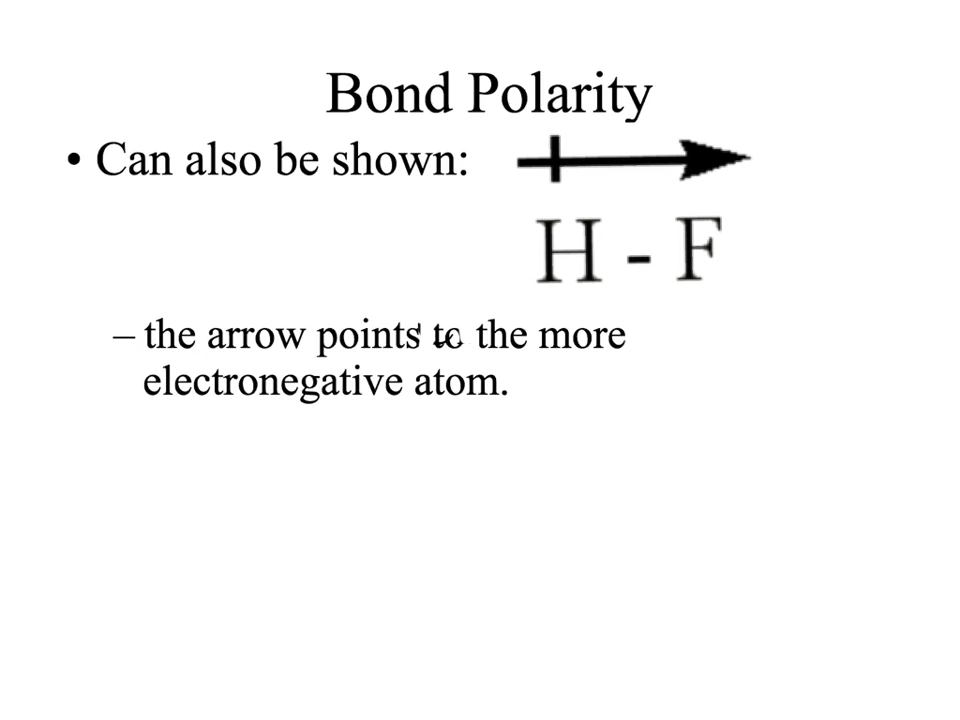 Bond Polarity
• Can also be shown:
H - F
– the arrow points to the more
electronegative atom.